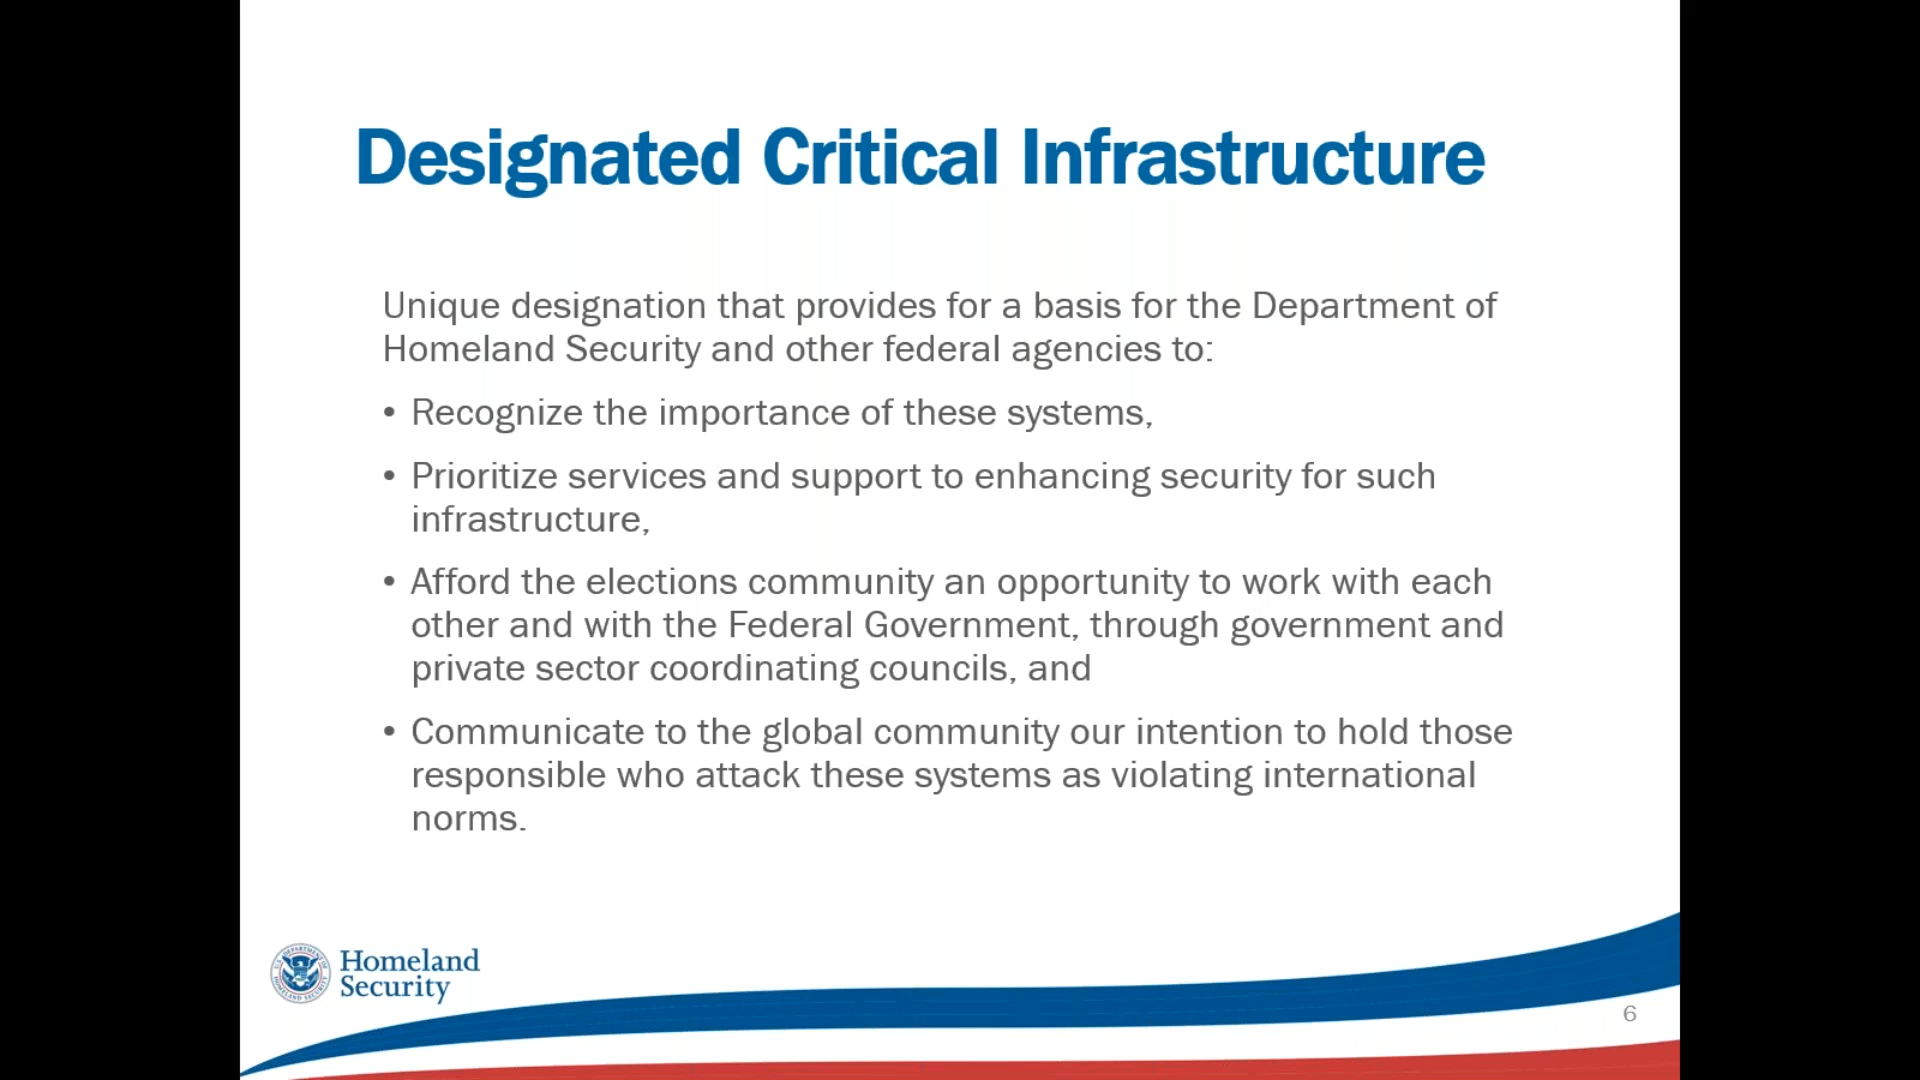 Designated Critical Infrastructure
Unique designation that provides for a basis for the Department of
Homeland Security and other federal agencies to:
• Recognize the importance of these systems,
• Prioritize services and support to enhancing security for such
infrastructure,
• Afford the elections community an opportunity to work with each
other and with the Federal Government, through government and
private sector coordinating councils, and
• Communicate to the global community our intention to hold those
responsible who attack these systems as violating international
norms.
Homeland
Security
6